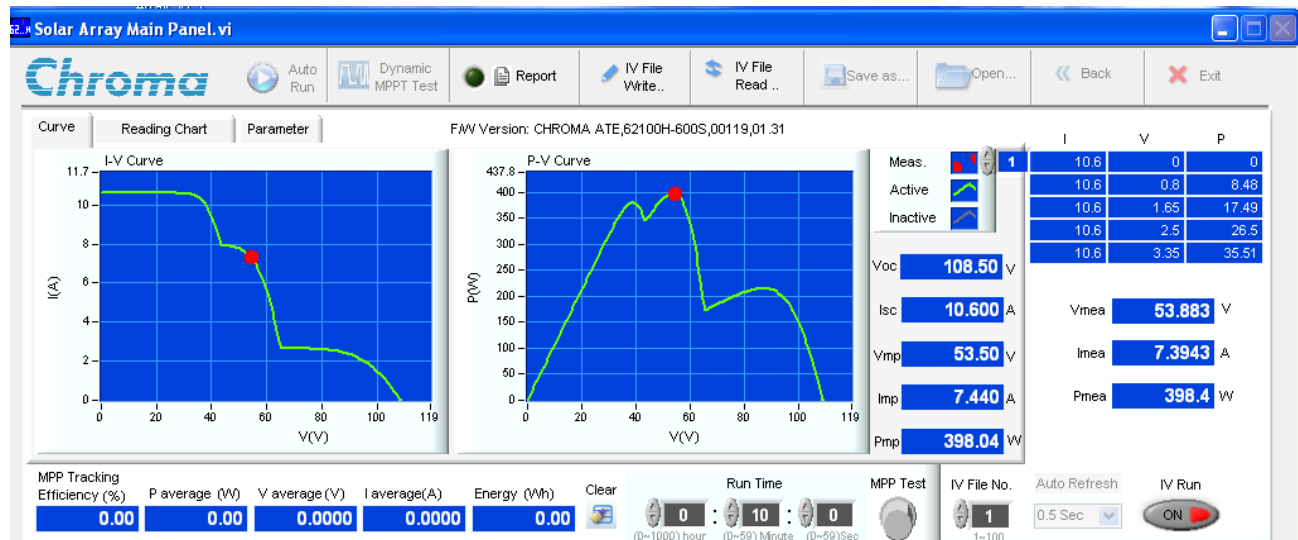 Solar Array Main Panel.vi
Chroma
Auto Run
Dynamic MPPT Test
Report
IV File Write..
IV File Read ..
Save as...
Open...
Back
Exit
Curve
Reading Chart
Parameter
F/W Version: CHROMA ATE,62100H-600S,00119,01.31
I-V Curve
11.7
10
8
6
4
2
0
I(A)
0 20 40 60 80 100 119
V(V)
P-V Curve
437.8
400
350
300
250
200
150
100
50
0
P(W)
0 20 40 60 80 100 119
V(V)
Meas. 1
Active
Inactive
Voc 108.50 V
Isc 10.600 A
Vmp 53.50 V
Imp 7.440 A
Pmp 398.04 W
I V P
10.6 0 0
10.6 0.8 8.48
10.6 1.65 17.49
10.6 2.5 26.5
10.6 3.35 35.51
Vmea 53.883 V
Imea 7.3943 A
Pmea 398.4 W
MPP Tracking
Efficiency (%) P average (W) V average (V) I average(A) Energy (Wh)
0.00 0.00 0.0000 0.0000 0.00
Clear
Run Time
0 : 10 : 0
(0~1000) hour (0~59) Minute (0~59)Sec
MPP Test
IV File No.
1
1~100
Auto Refresh
0.5 Sec
IV Run
ON